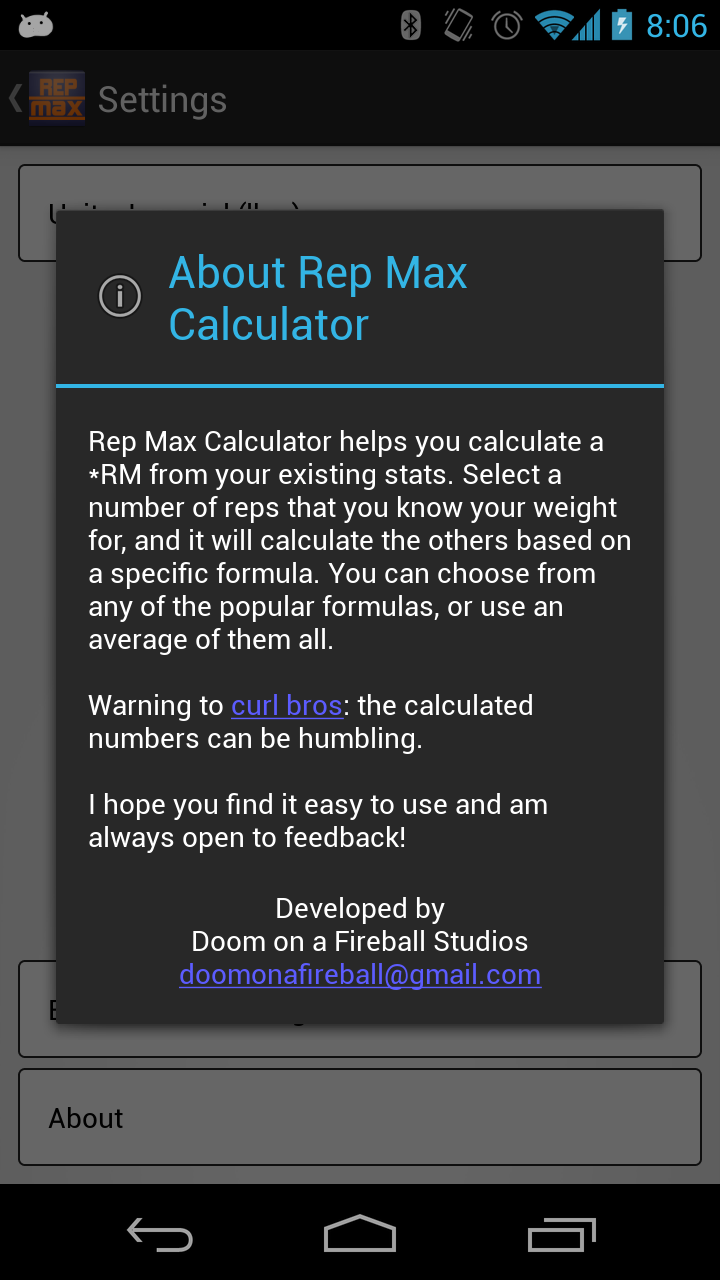 8:06
REP
max
Settings
About Rep Max
Calculator
Rep Max Calculator helps you calculate a
*RM from your existing stats. Select a
number of reps that you know your weight
for, and it will calculate the others based on
a specific formula. You can choose from
any of the popular formulas, or use an
average of them all.
Warning to curl bros: the calculated
numbers can be humbling.
I hope you find it easy to use and am
always open to feedback!
Developed by
Doom on a Fireball Studios
doomonafireball@gmail.com
About